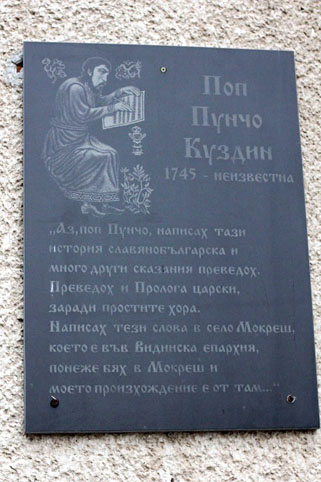 Поп
Пунчо
Куздин
1745 - неизвестна
„Аз, поп Пунчо, написах тази
история славянобългарска и
много други сказания преведох.
Преведох и Пролога царски,
заради простите хора.
Написах тези слова в село Мокреш,
което е във Видинска епархия,
понеже бях в Мокреш и
моето произхождение е от там..."